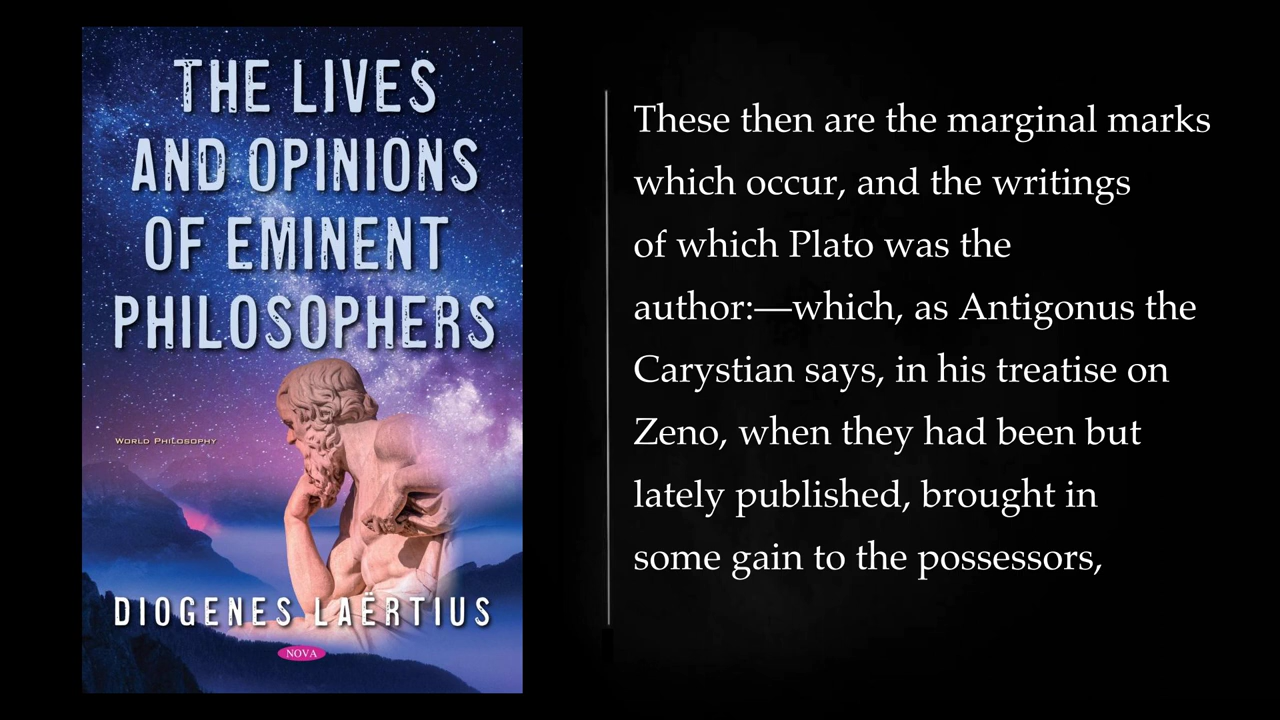 THE LIVES
AND OPINIONS
OF EMINENT
PHILOSOPHERS
WORLD PHILOSOPHY
DIOGENES LAËRTIUS
NOVA
These then are the marginal marks
which occur, and the writings
of which Plato was the
author:—which, as Antigonus the
Carystian says, in his treatise on
Zeno, when they had been but
lately published, brought in
some gain to the possessors,